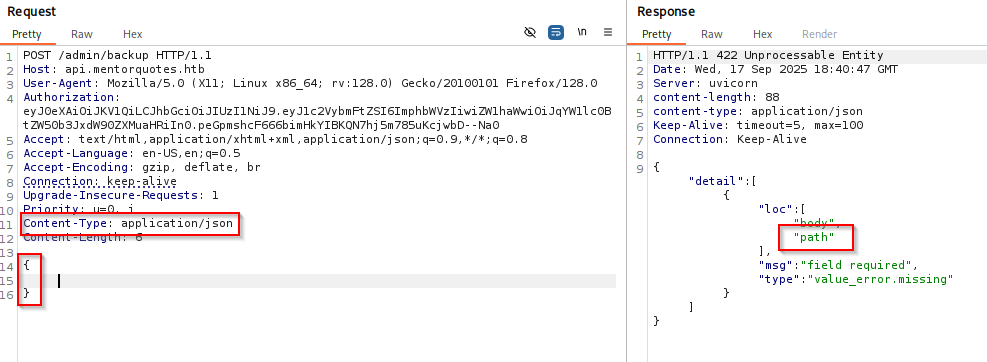 Request
Pretty Raw Hex
\n
1 POST /admin/backup HTTP/1.1
2 Host: api.mentorquotes.htb
3 User-Agent: Mozilla/5.0 (X11; Linux x86_64; rv:128.0) Gecko/20100101 Firefox/128.0
4 Authorization:
eyJ0eXAiOiJKV1QiLCJhbGciOiJIUzI1NiJ9.eyJ1c2VybmFtZSI6ImphbWVzIiwiZW1haWwiOiJqYW1lc0B
tZW50b3JxdW90ZXMuaHRiIn0.peGpmshcF666bimHkYIBKQN7hj5m785uKcjwbD--Na0
5 Accept: text/html,application/xhtml+xml,application/json;q=0.9,*/*;q=0.8
6 Accept-Language: en-US,en;q=0.5
7 Accept-Encoding: gzip, deflate, br
8 Connection: keep-alive
9 Upgrade-Insecure-Requests: 1
10 Priority: u=0, i
11 Content-Type: application/json
12 Content-Length: 8
13
14 {
15
16 }
Response
Pretty Raw Hex Render
1 HTTP/1.1 422 Unprocessable Entity
2 Date: Wed, 17 Sep 2025 18:40:47 GMT
3 Server: uvicorn
4 content-length: 88
5 content-type: application/json
6 Keep-Alive: timeout=5, max=100
7 Connection: Keep-Alive
8
9 {
"detail":[
{
"loc":[
"body",
"path"
],
"msg":"field required",
"type":"value_error.missing"
}
]
}